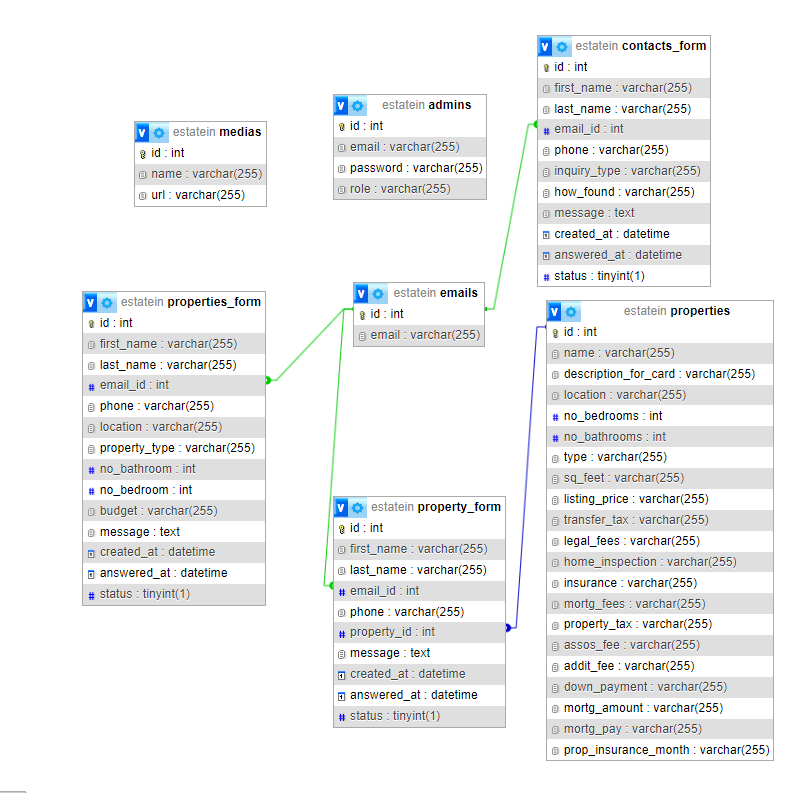 v estatein contacts_form
id : int
first_name : varchar(255)
last_name : varchar(255)
# email_id : int
phone : varchar(255)
inquiry_type : varchar(255)
how_found : varchar(255)
message : text
created_at : datetime
answered_at : datetime
# status : tinyint(1)
v estatein admins
id : int
email : varchar(255)
password : varchar(255)
role : varchar(255)
v estatein medias
id : int
name : varchar(255)
url : varchar(255)
v estatein emails
id : int
email : varchar(255)
v estatein properties_form
id : int
first_name : varchar(255)
last_name : varchar(255)
# email_id : int
phone : varchar(255)
location : varchar(255)
property_type : varchar(255)
# no_bathroom : int
# no_bedroom : int
budget : varchar(255)
message : text
created_at : datetime
answered_at : datetime
# status : tinyint(1)
v estatein properties
id : int
name : varchar(255)
description_for_card : varchar(255)
location : varchar(255)
# no_bedrooms : int
# no_bathrooms : int
type : varchar(255)
sq_feet : varchar(255)
listing_price : varchar(255)
transfer_tax : varchar(255)
legal_fees : varchar(255)
home_inspection : varchar(255)
insurance : varchar(255)
mortg_fees : varchar(255)
property_tax : varchar(255)
assos_fee : varchar(255)
addit_fee : varchar(255)
down_payment : varchar(255)
mortg_amount : varchar(255)
mortg_pay : varchar(255)
prop_insurance_month : varchar(255)
v estatein property_form
id : int
first_name : varchar(255)
last_name : varchar(255)
# email_id : int
phone : varchar(255)
# property_id : int
message : text
created_at : datetime
answered_at : datetime
# status : tinyint(1)